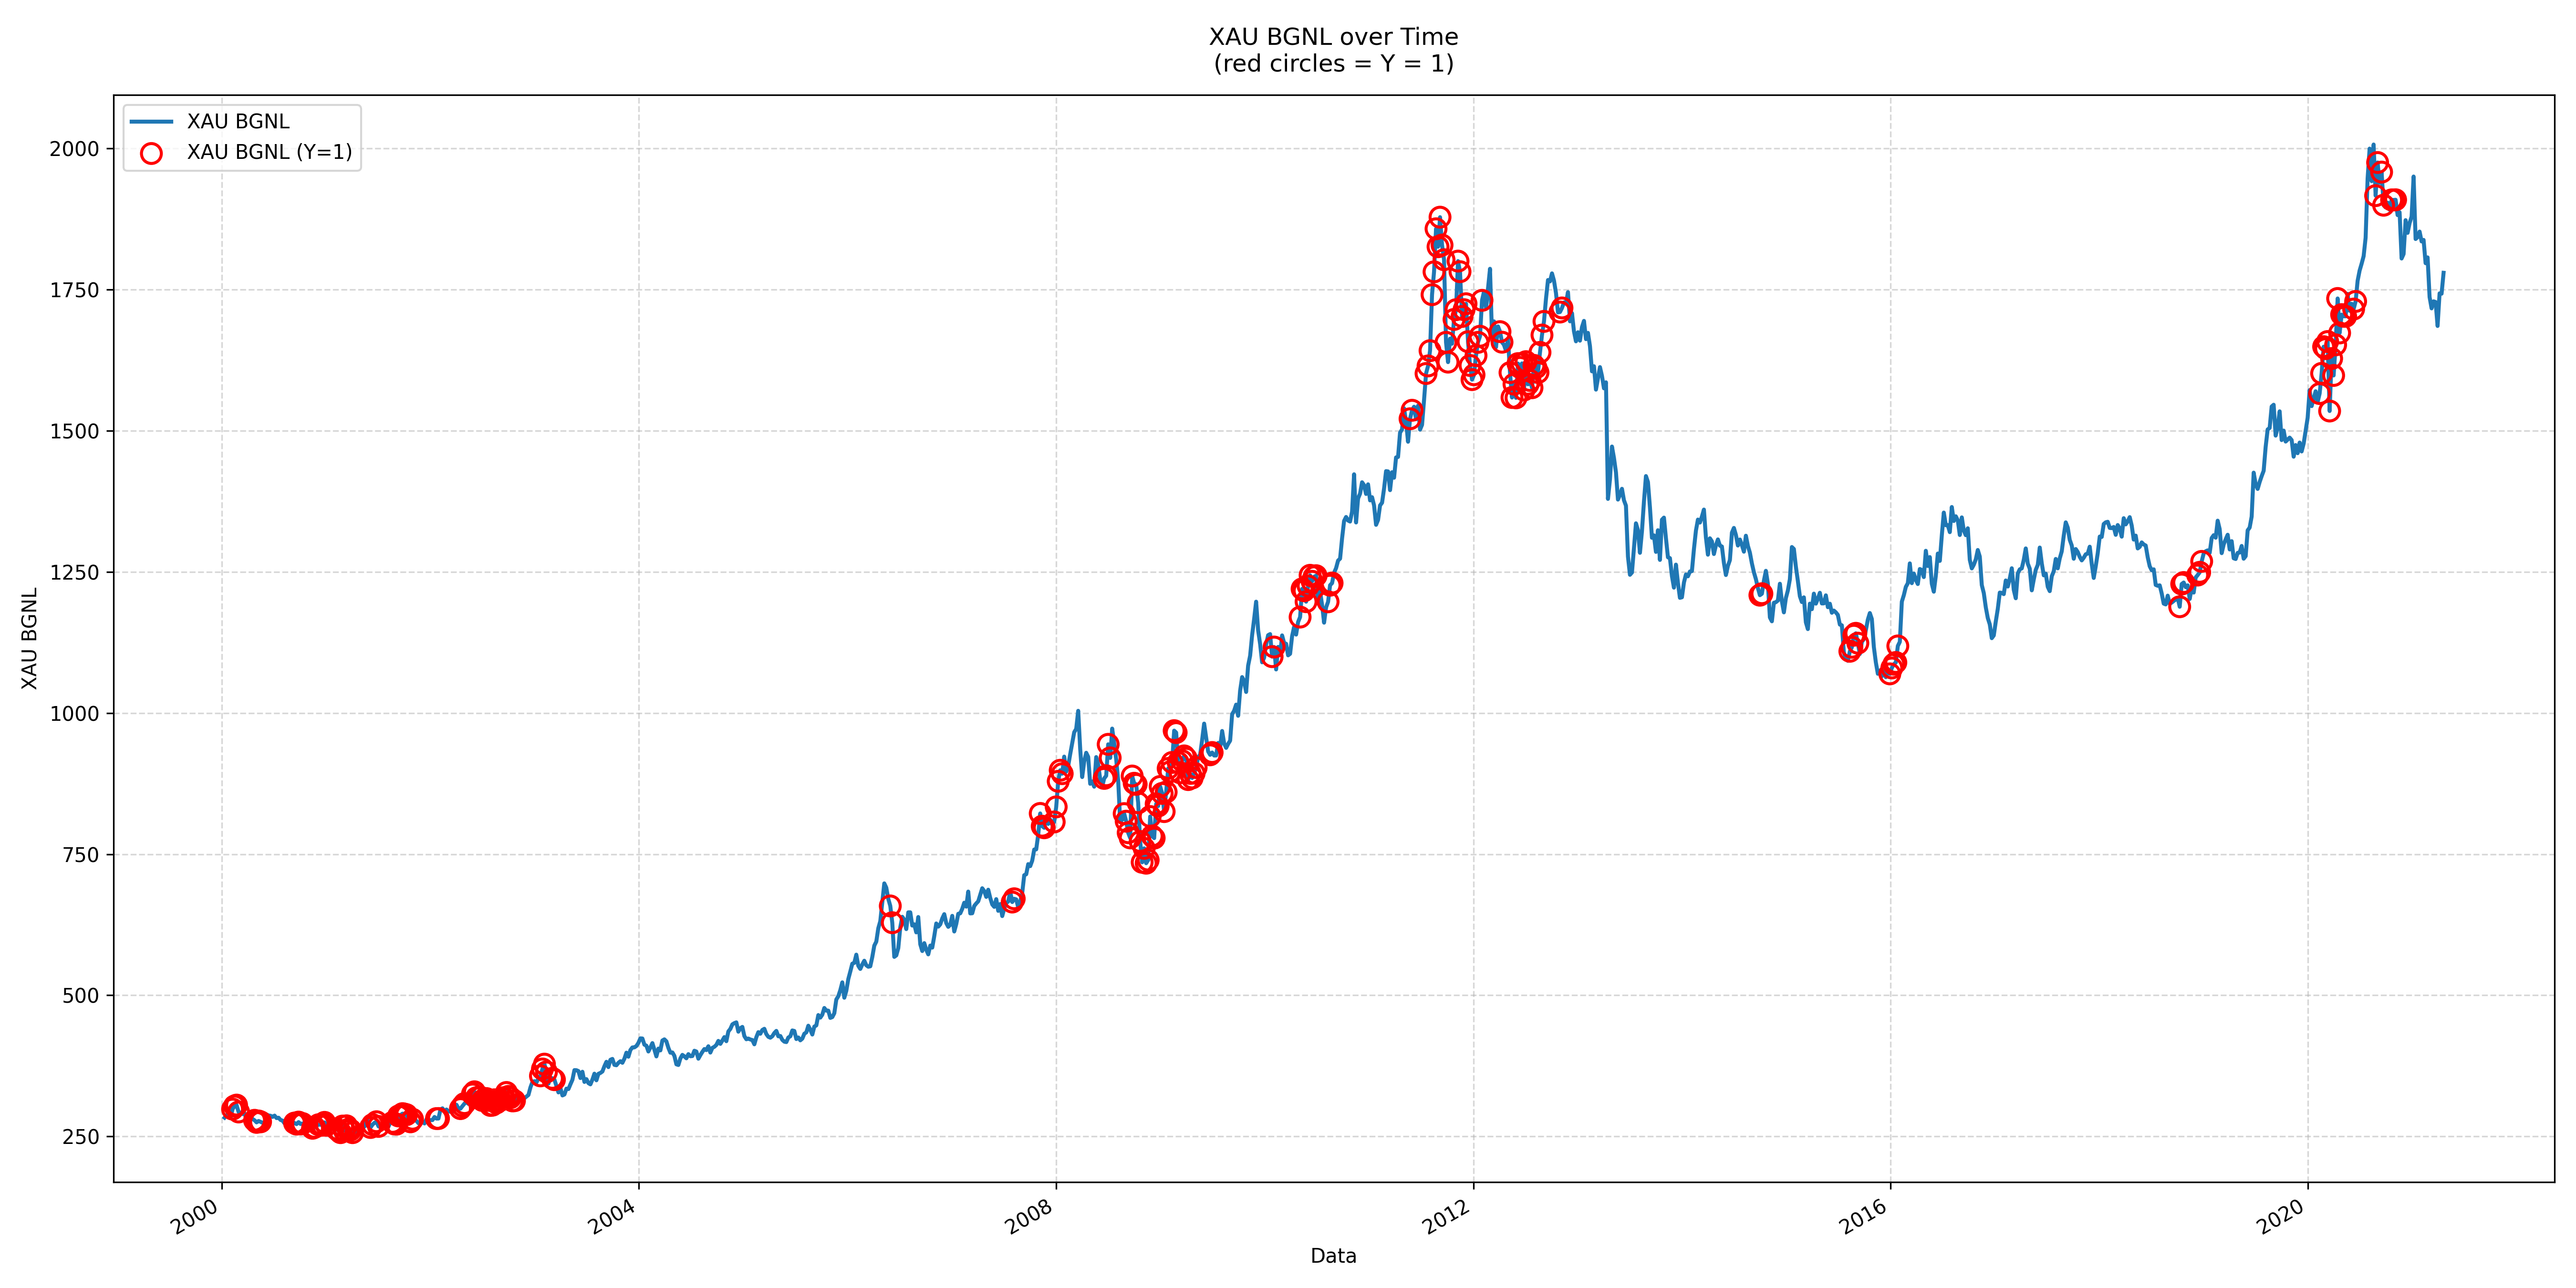 XAU BGNL over Time
(red circles = Y = 1)
XAU BGNL
XAU BGNL (Y=1)
2000
1750
1500
1250
1000
750
500
250
XAU BGNL
2000
2004
2008
2012
2016
2020
Data